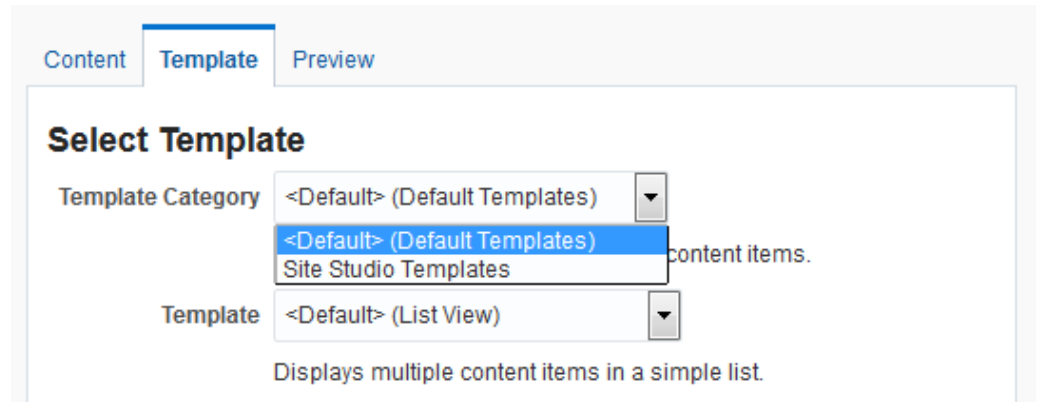 Content Template Preview
Select Template
Template Category <Default> (Default Templates)
<Default> (Default Templates)
Site Studio Templates
content items.
Template <Default> (List View)
Displays multiple content items in a simple list.